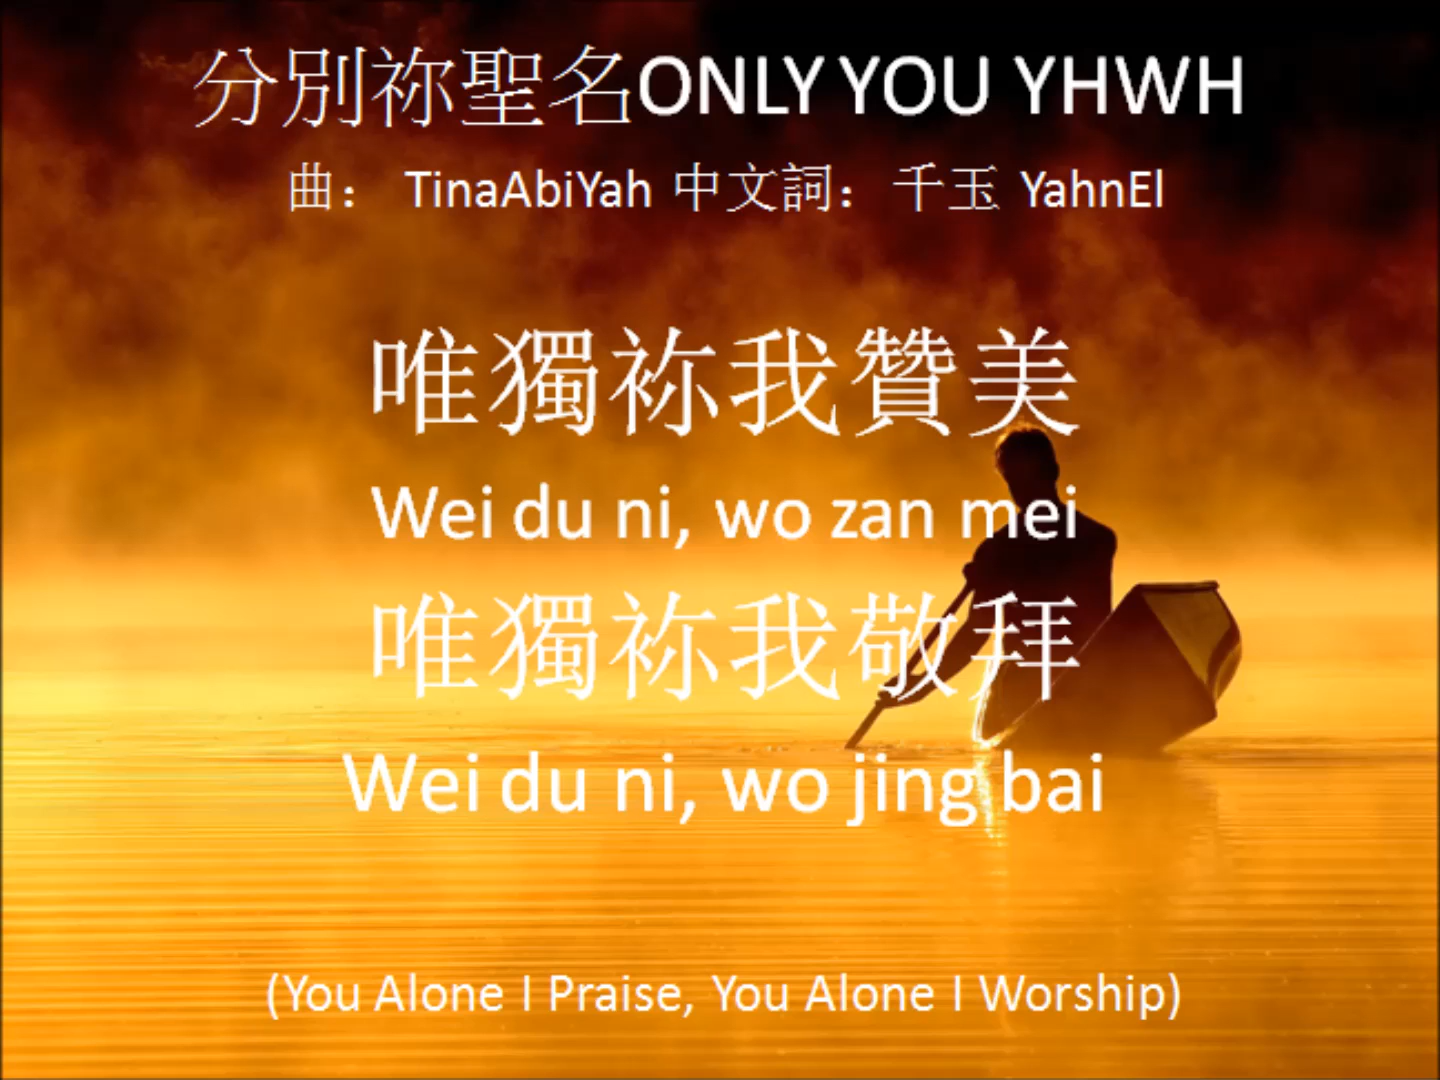 分別祢聖名ONLY YOU YHWH
曲： TinaAbiYah 中文詞： 千玉 YahnEl
唯獨祢我贊美
Wei du ni, wo zan mei
唯獨祢我敬拜
Wei du ni, wo jing bai
(You Alone I Praise, You Alone I Worship)